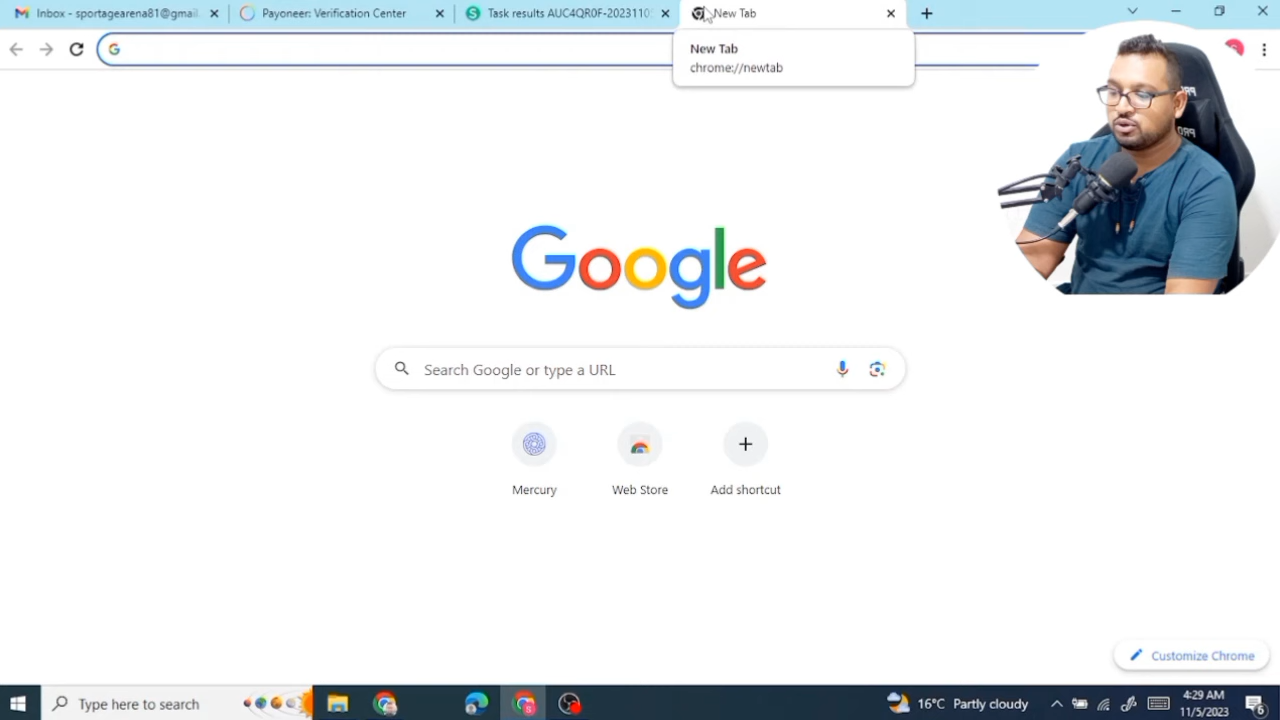 Inbox - sportagearena81@gmail.
Payoneer: Verification Center
Task results AUC4QR0F-2023110
New Tab
New Tab
chrome://newtab
Google
Search Google or type a URL
Mercury
Web Store
Add shortcut
Customize Chrome
Type here to search
16°C Partly cloudy
4:29 AM
11/5/2023
6